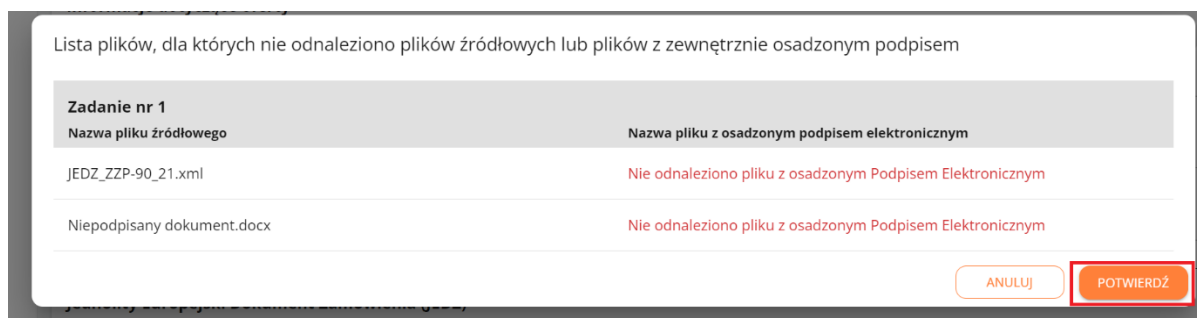 Lista plików, dla których nie odnaleziono plików źródłowych lub plików z zewnętrznie osadzonym podpisem
Zadanie nr 1
Nazwa pliku źródłowego Nazwa pliku z osadzonym podpisem elektronicznym
JEDZ_ZZP-90_21.xml Nie odnaleziono pliku z osadzonym Podpisem Elektronicznym
Niepodpisany dokument.docx Nie odnaleziono pliku z osadzonym Podpisem Elektronicznym
ANULUJ POTWIERDŹ